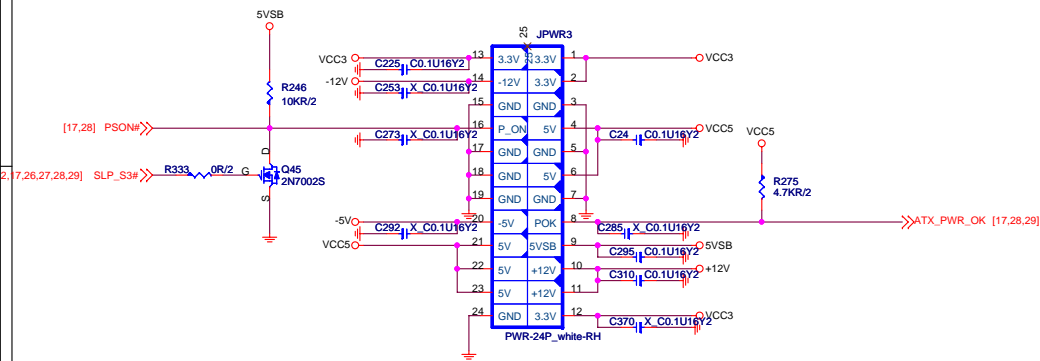 5VSB
R246
10KR/2
[17,28] PSON#
2,17,26,27,28,29] SLP_S3#
R333 0R/2
G
D
S
Q45
2N7002S
JPWR3
25
VCC3
C225 C0.1U16Y2
-12V
C253 X_C0.1U16Y2
C273 X_C0.1U16Y2
-5V
C292 X_C0.1U16Y2
VCC5
13 3.3V 3.3V 1
14 -12V 3.3V 2
15 GND GND 3
16 P_ON 5V 4
17 GND GND 5
18 GND 5V 6
19 GND GND 7
20 -5V POK 8
21 5V 5VSB 9
22 5V +12V 10
23 5V +12V 11
24 GND 3.3V 12
PWR-24P_white-RH
VCC3
VCC5
C24 C0.1U16Y2
VCC5
R275
4.7KR/2
ATX_PWR_OK [17,28,29]
C285 X_C0.1U16Y2
5VSB
C295 C0.1U16Y2
+12V
C310 C0.1U16Y2
VCC3
C370 X_C0.1U16Y2